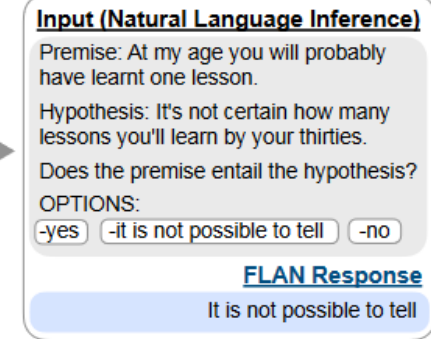 Input (Natural Language Inference)
Premise: At my age you will probably
have learnt one lesson.
Hypothesis: It's not certain how many
lessons you'll learn by your thirties.
Does the premise entail the hypothesis?
OPTIONS:
-yes -it is not possible to tell -no
FLAN Response
It is not possible to tell